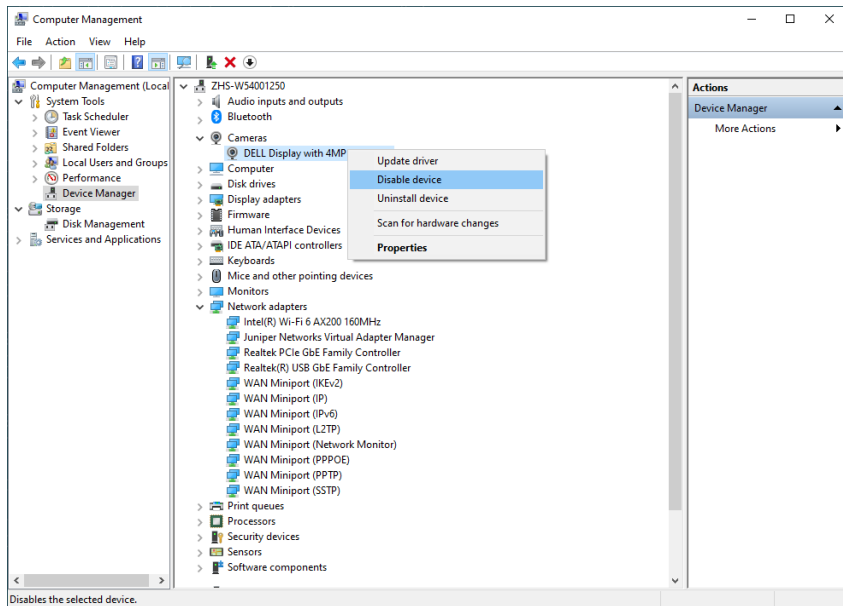 Computer Management
File Action View Help
Computer Management (Local
System Tools
Task Scheduler
Event Viewer
Shared Folders
Local Users and Groups
Performance
Device Manager
Storage
Disk Management
Services and Applications
ZHS-W54001250
Audio inputs and outputs
Bluetooth
Cameras
DELL Display with 4MP
Computer
Disk drives
Display adapters
Firmware
Human Interface Devices
IDE ATA/ATAPI controllers
Keyboards
Mice and other pointing devices
Monitors
Network adapters
Intel(R) Wi-Fi 6 AX200 160MHz
Juniper Networks Virtual Adapter Manager
Realtek PCIe GbE Family Controller
Realtek(R) USB GbE Family Controller
WAN Miniport (IKEv2)
WAN Miniport (IP)
WAN Miniport (IPv6)
WAN Miniport (L2TP)
WAN Miniport (Network Monitor)
WAN Miniport (PPPOE)
WAN Miniport (PPTP)
WAN Miniport (SSTP)
Print queues
Processors
Security devices
Sensors
Software components
Update driver
Disable device
Uninstall device
Scan for hardware changes
Properties
Actions
Device Manager
More Actions
Disables the selected device.